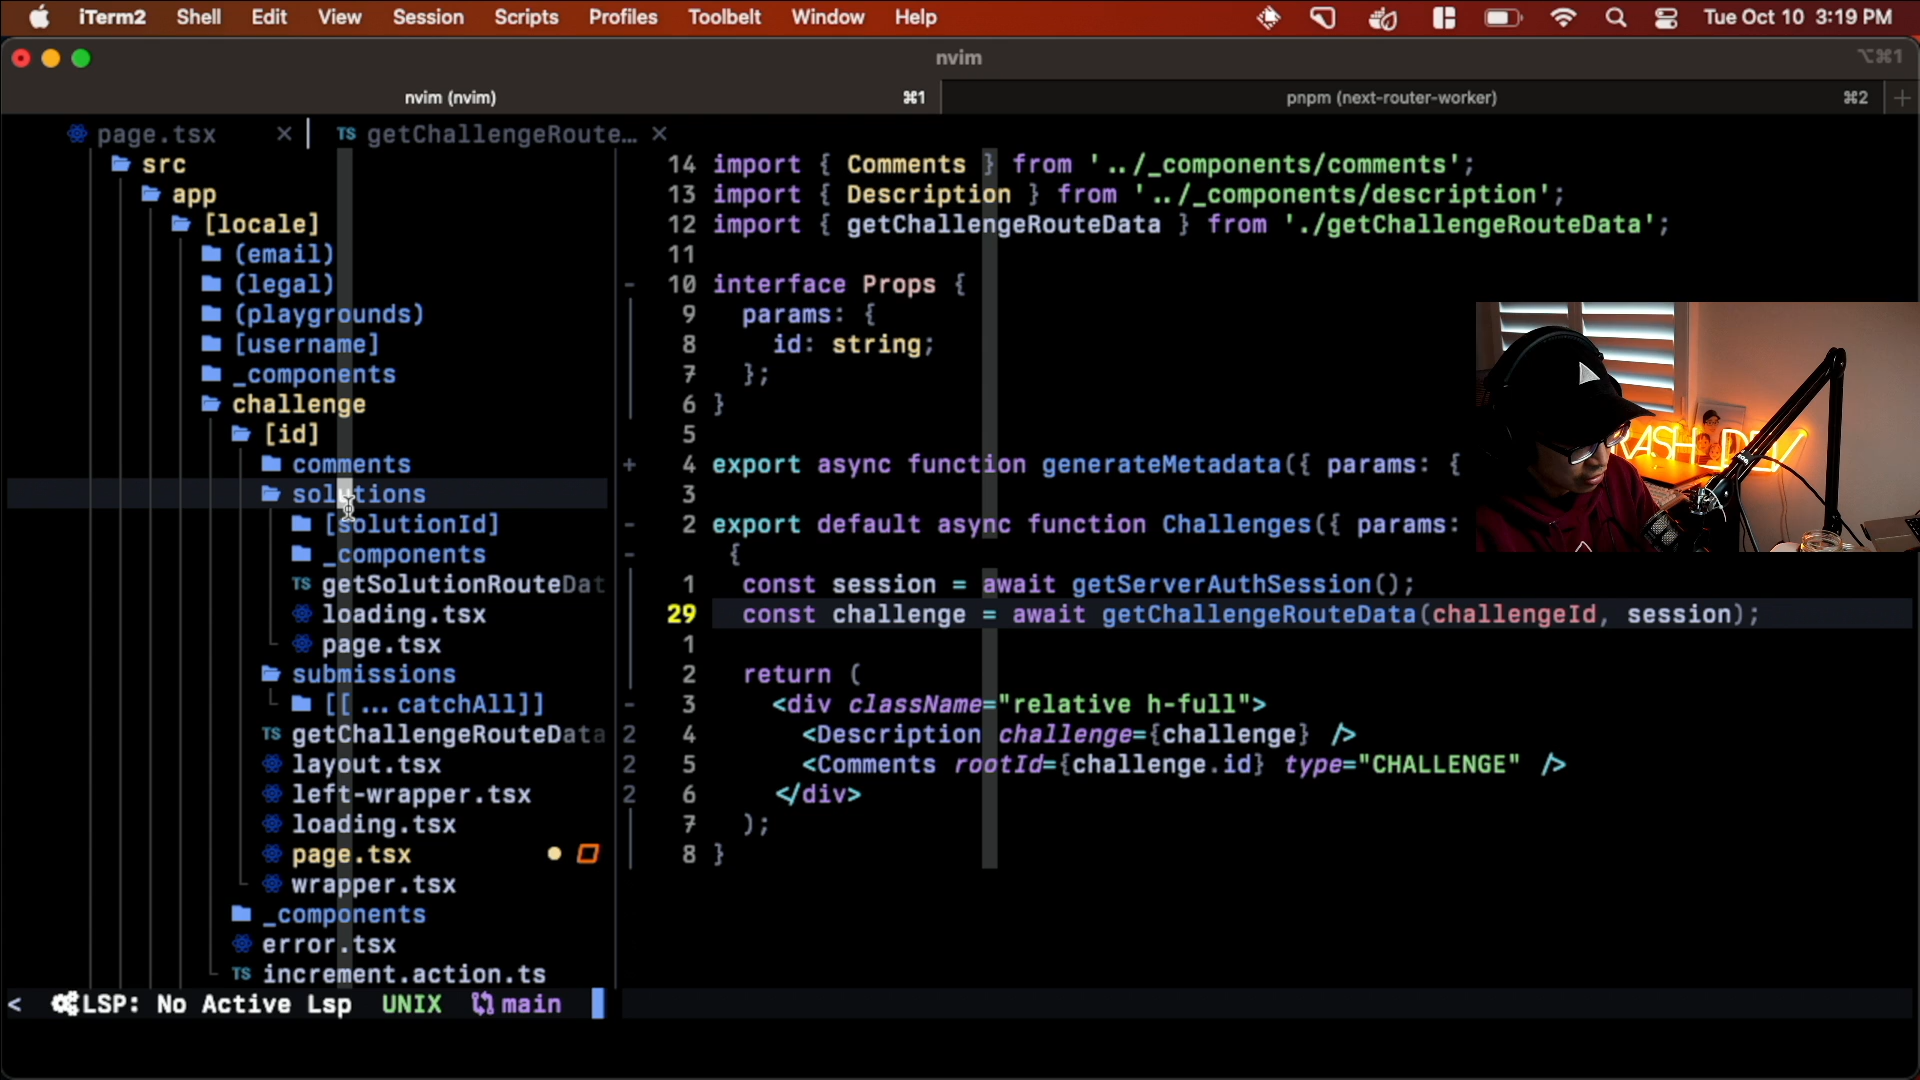 iTerm2 Shell Edit View Session Scripts Profiles Toolbelt Window Help Tue Oct 10 3:19 PM
nvim ⌥⌘1
nvim (nvim) ⌘1 pnpm (next-router-worker) ⌘2 +
page.tsx × TS getChallengeRoute… ×
src
app
[locale]
(email)
(legal)
(playgrounds)
[username]
_components
challenge
[id]
comments
solutions
[solutionId]
_components
TS getSolutionRouteDat
loading.tsx
page.tsx
submissions
[[ ... catchAll]]
TS getChallengeRouteData
layout.tsx
left-wrapper.tsx
loading.tsx
page.tsx
wrapper.tsx
_components
error.tsx
TS increment.action.ts
14 import { Comments } from '../_components/comments';
13 import { Description } from '../_components/description';
12 import { getChallengeRouteData } from './getChallengeRouteData';
11
- 10 interface Props {
9 params: {
8 id: string;
7 };
6 }
5
+ 4 export async function generateMetadata({ params: {
3
- 2 export default async function Challenges({ params:
- {
1 const session = await getServerAuthSession();
29 const challenge = await getChallengeRouteData(challengeId, session);
1
2 return (
- 3 <div className="relative h-full">
2 4 <Description challenge={challenge} />
2 5 <Comments rootId={challenge.id} type="CHALLENGE" />
2 6 </div>
7 );
8 }
RASH_DEV
< LSP: No Active Lsp UNIX main